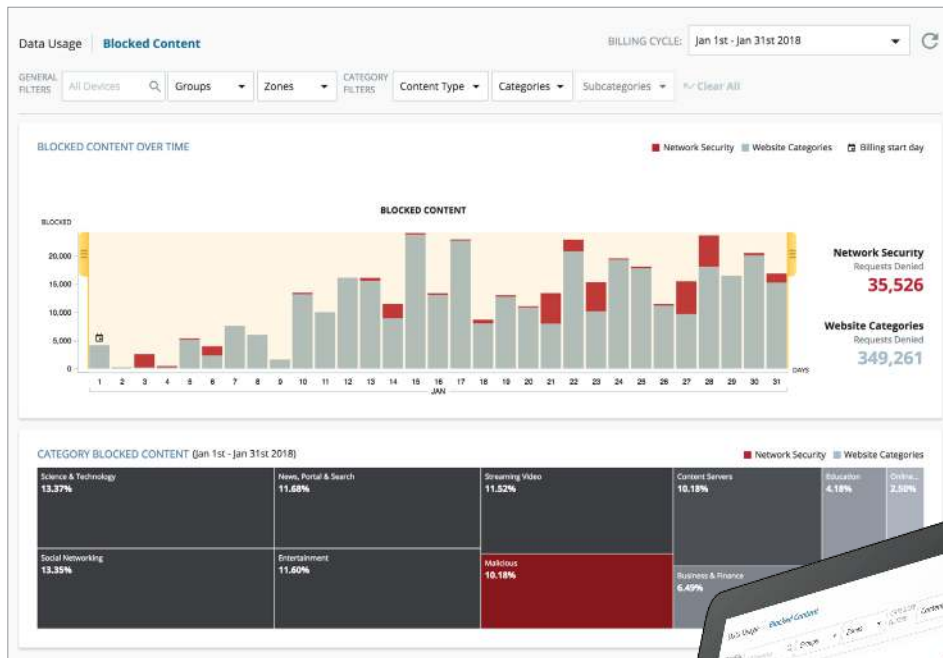 Data Usage Blocked Content
BILLING CYCLE: Jan 1st - Jan 31st 2018
GENERAL FILTERS All Devices Groups Zones CATEGORY FILTERS Content Type Categories Subcategories Clear All
BLOCKED CONTENT OVER TIME
Network Security Website Categories Billing start day
BLOCKED CONTENT
BLOCKED
20,000
15,000
10,000
5,000
0
1 2 3 4 5 6 7 8 9 10 11 12 13 14 15 16 17 18 19 20 21 22 23 24 25 26 27 28 29 30 31
DAYS
JAN
Network Security
Requests Denied
35,526
Website Categories
Requests Denied
349,261
CATEGORY BLOCKED CONTENT (Jan 1st - Jan 31st 2018)
Network Security Website Categories
Science & Technology
13.37%
News, Portal & Search
11.68%
Streaming Video
11.52%
Content Servers
10.18%
Education
4.18%
Online...
2.50%
Social Networking
13.35%
Entertainment
11.60%
Malicious
10.18%
Business & Finance
6.49%
Data Usage Blocked Content
Groups Zones Content